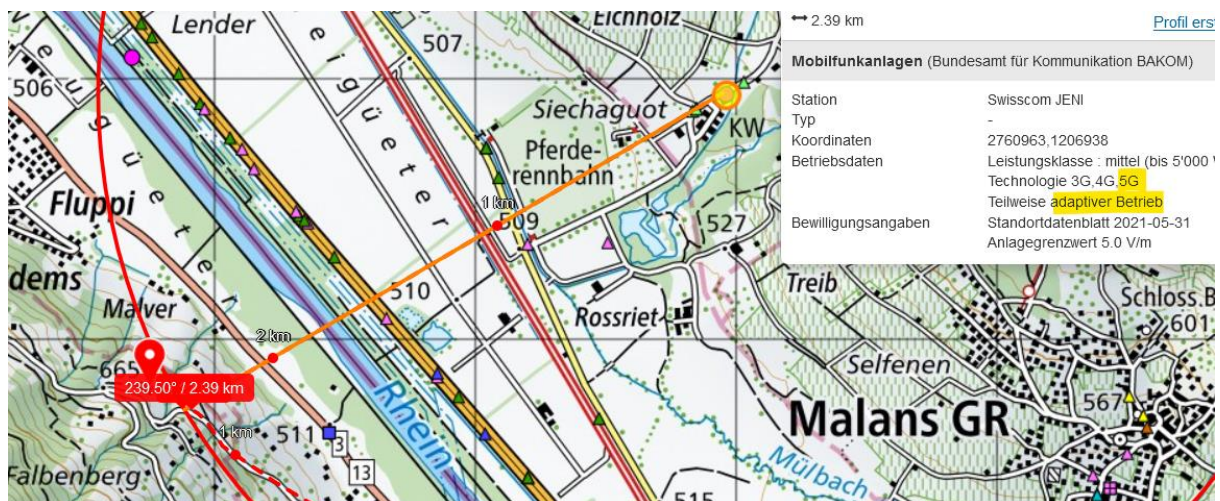 Lender
507
Eichholz
506
Neugüeter
Neigüeter
Siechaguot
KW
Pferde-
rennbahn
Fluppi
1 km
509
527
dems
510
Malver
Treib
Schloss.B
601
2 km
Rossriet
665
239.50° / 2.39 km
Selfenen
567
Malans GR
Rhein
1 km
511
3
13
Falbenberg
Mülbach
515
2.39 km
Profil erst
Mobilfunkanlagen (Bundesamt für Kommunikation BAKOM)
Station Swisscom JENI
Typ -
Koordinaten 2760963,1206938
Betriebsdaten Leistungsklasse : mittel (bis 5'000 W
Technologie 3G,4G,5G
Teilweise adaptiver Betrieb
Bewilligungsangaben Standortdatenblatt 2021-05-31
Anlagegrenzwert 5.0 V/m